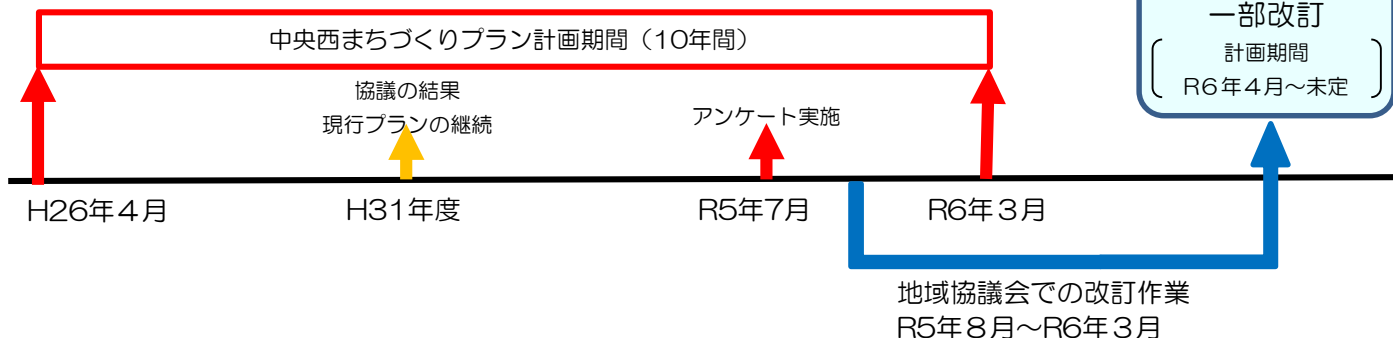 一部改訂
計画期間
R6年4月~未定
中央西まちづくりプラン計画期間(10年間)
協議の結果
現行プランの継続
アンケート実施
H26年4月
H31年度
R5年7月
R6年3月
地域協議会での改訂作業
R5年8月~R6年3月